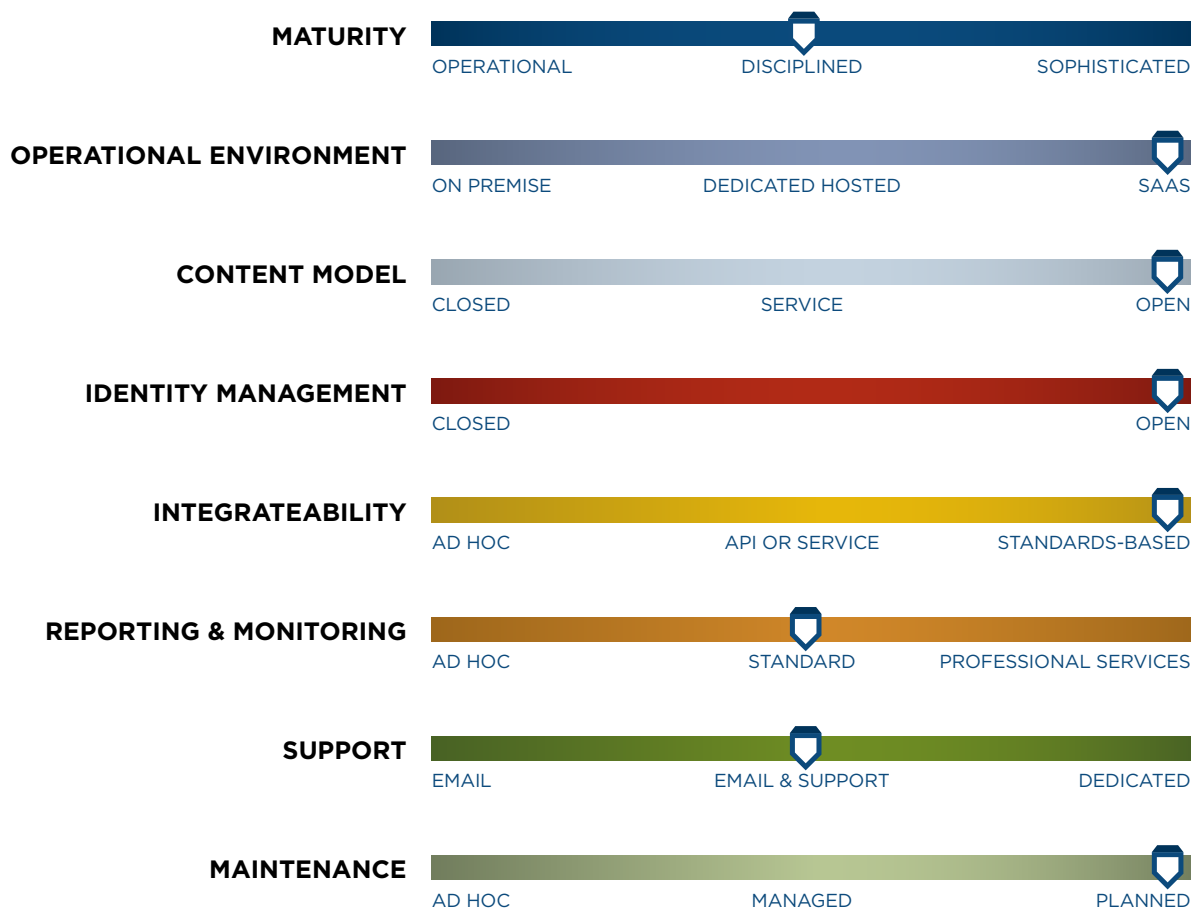 MATURITY
OPERATIONAL DISCIPLINED SOPHISTICATED
OPERATIONAL ENVIRONMENT
ON PREMISE DEDICATED HOSTED SAAS
CONTENT MODEL
CLOSED SERVICE OPEN
IDENTITY MANAGEMENT
CLOSED OPEN
INTEGRATEABILITY
AD HOC API OR SERVICE STANDARDS-BASED
REPORTING & MONITORING
AD HOC STANDARD PROFESSIONAL SERVICES
SUPPORT
EMAIL EMAIL & SUPPORT DEDICATED
MAINTENANCE
AD HOC MANAGED PLANNED